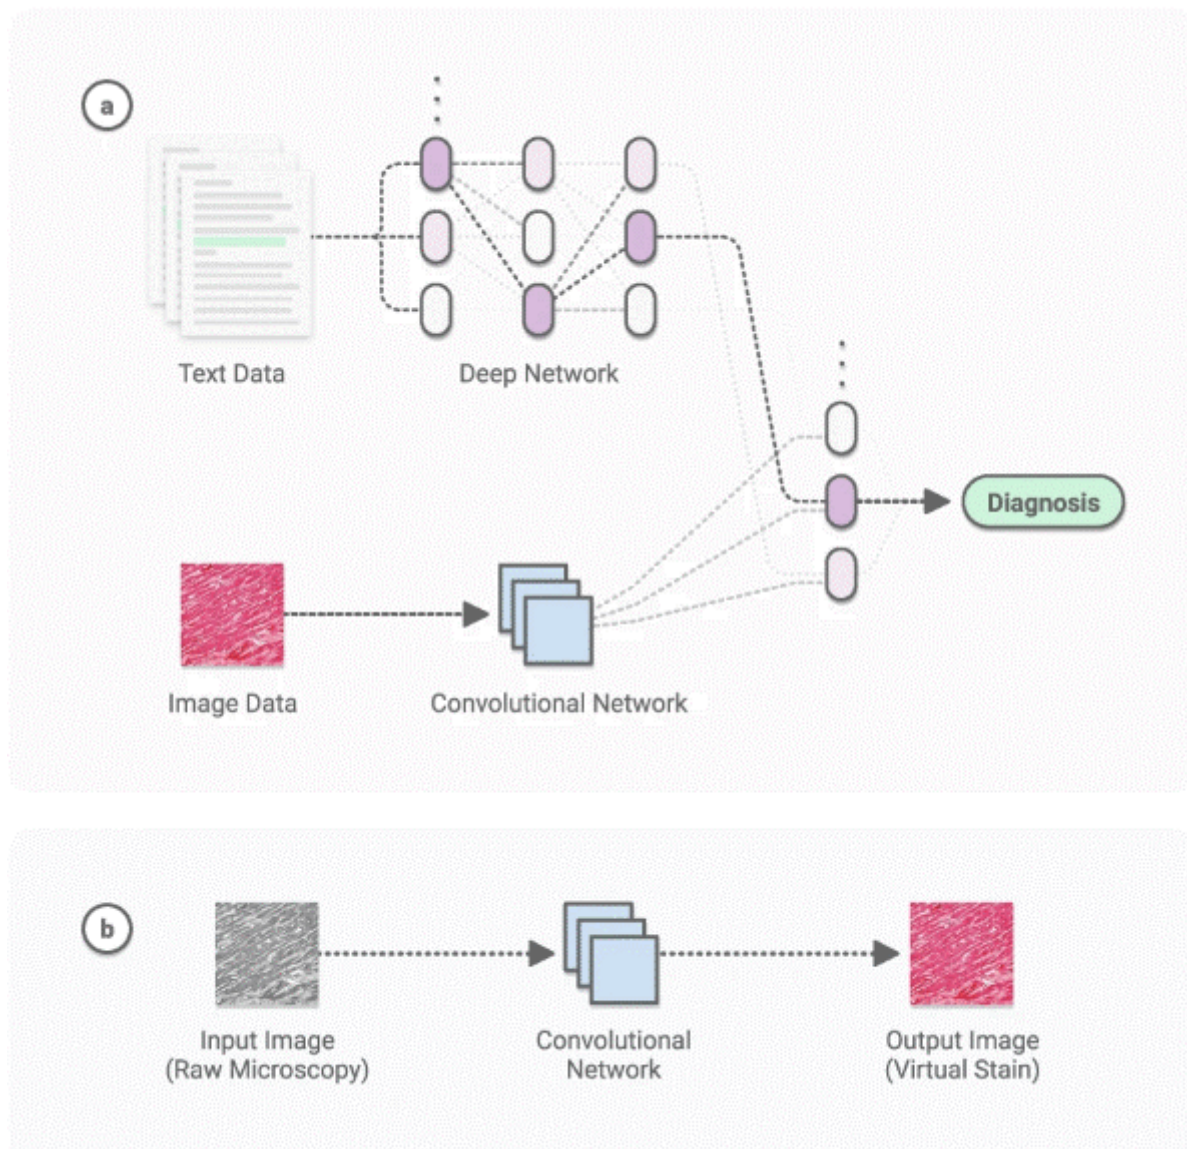 a
Text Data
Deep Network
Diagnosis
Image Data
Convolutional Network
b
Input Image
(Raw Microscopy)
Convolutional
Network
Output Image
(Virtual Stain)